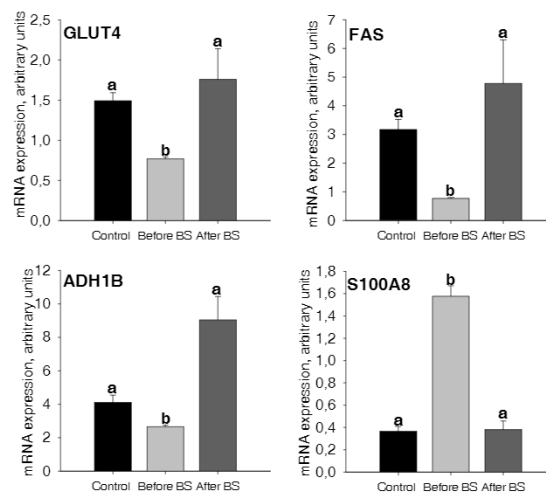 GLUT4
mRNA expression, arbitrary units
2,5
2,0
1,5
1,0
0,5
0,0
a
b
a
Control Before BS After BS
FAS
mRNA expression, arbitrary units
7
6
5
4
3
2
1
0
a
b
a
Control Before BS After BS
ADH1B
mRNA expression, arbitrary units
12
10
8
6
4
2
0
a
b
a
Control Before BS After BS
S100A8
mRNA expression, arbitrary units
1,8
1,6
1,4
1,2
1,0
0,8
0,6
0,4
0,2
0,0
a
b
a
Control Before BS After BS